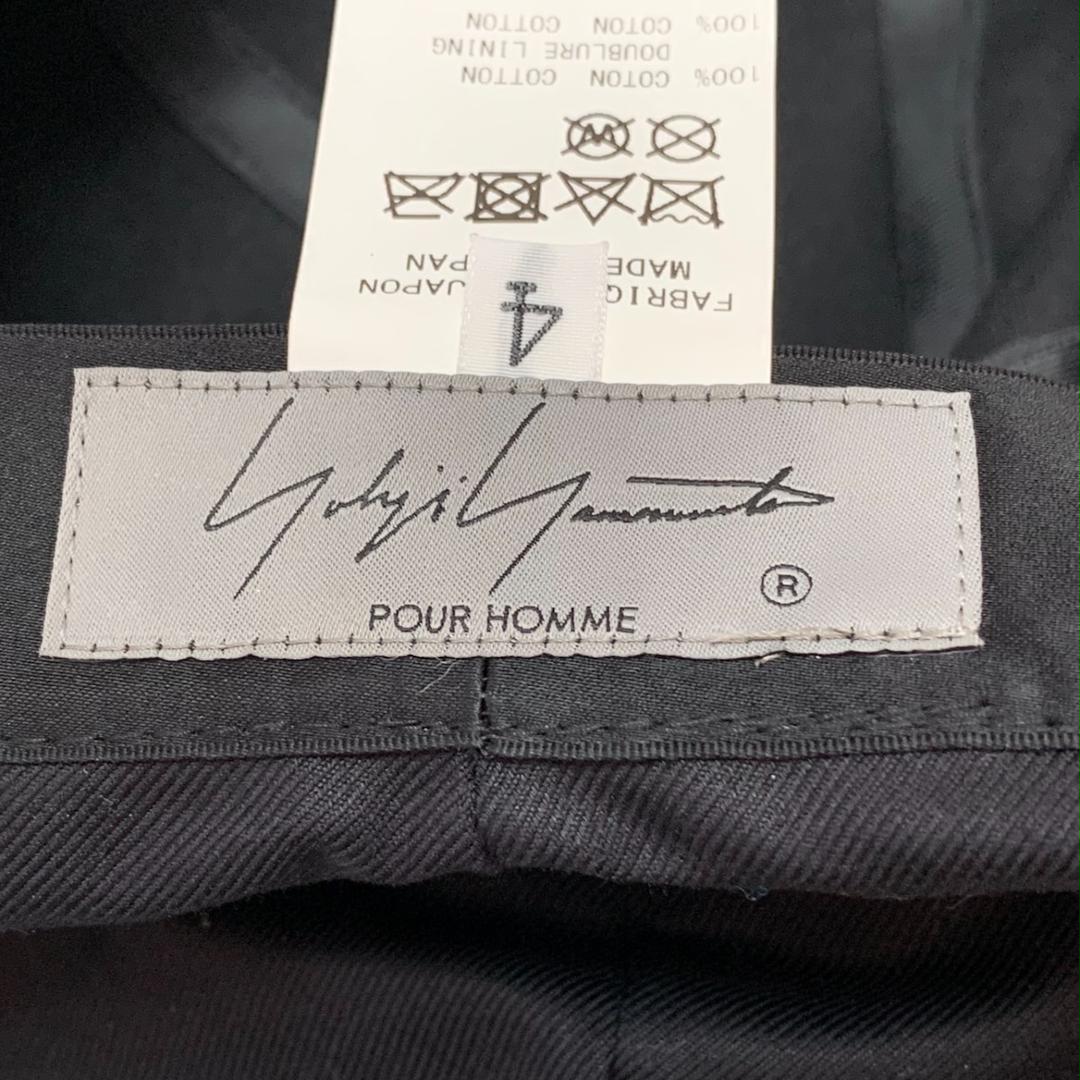 100% COTON COTTON
DOUBLURE LINING
100% COTON COTTON
W
FABRIQ JAPON
MADE PAN
4
Yohji Yamamoto
POUR HOMME
®